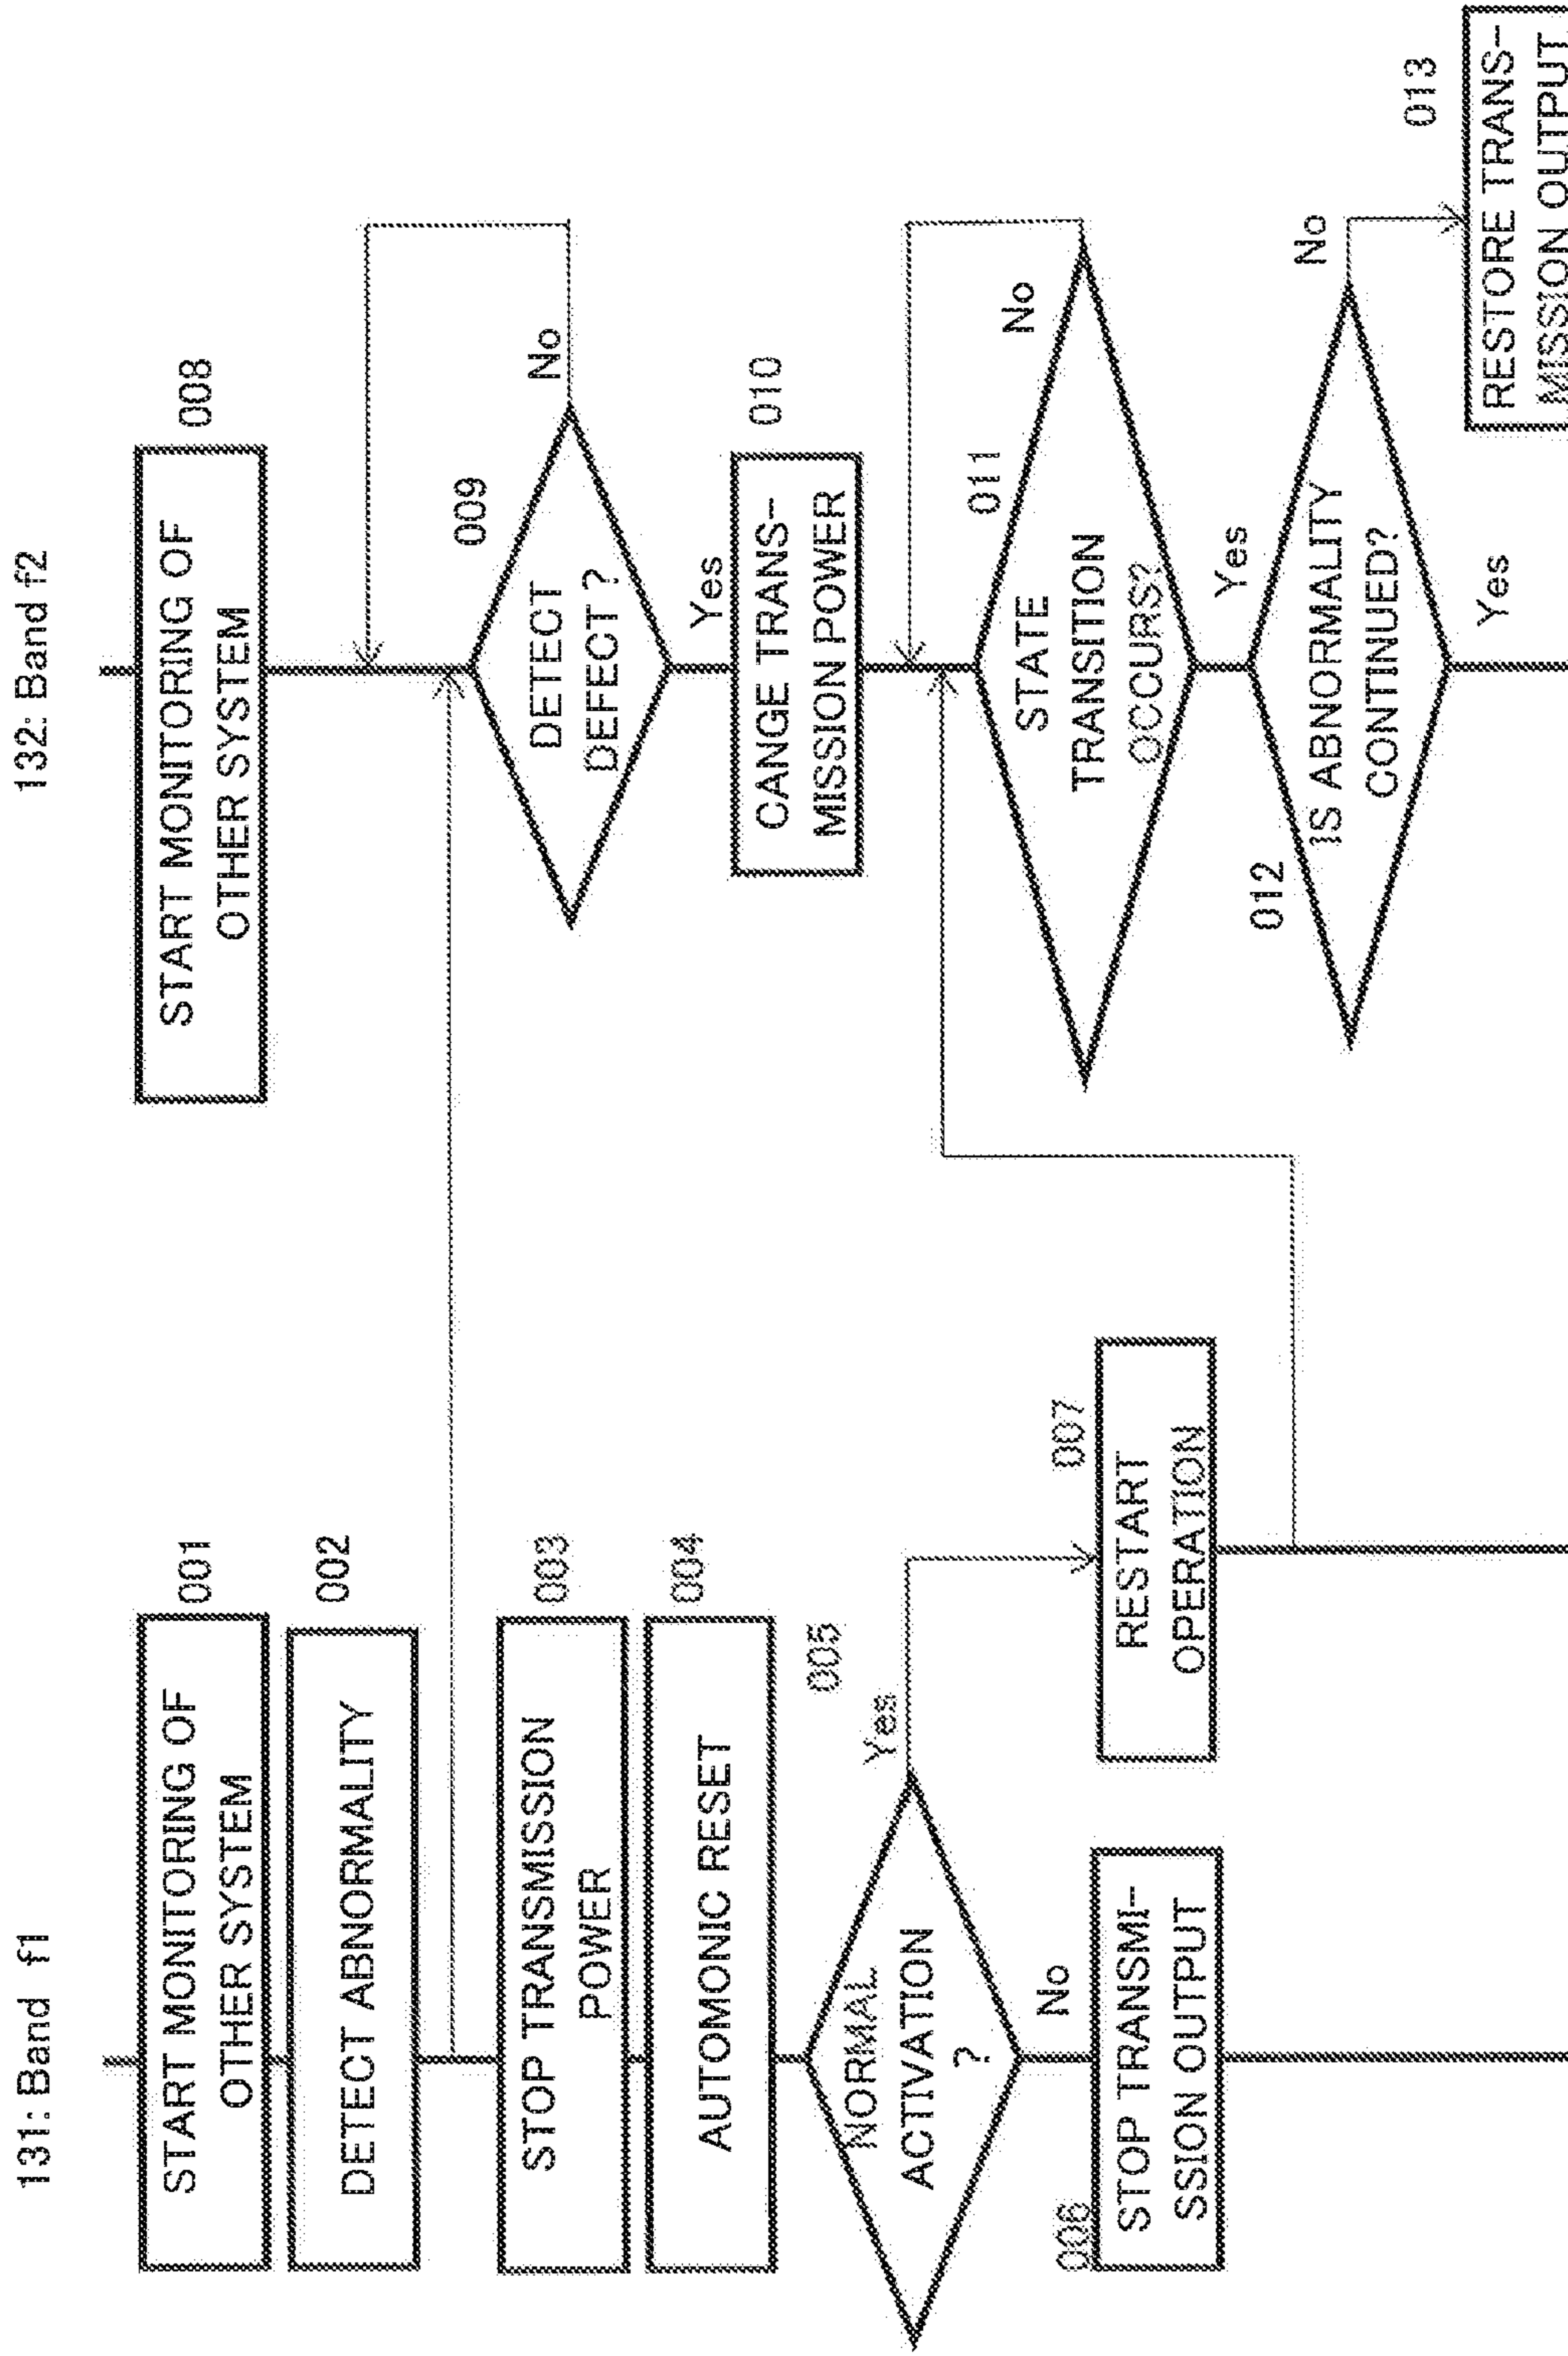 131: Band f1
START MONITORING OF
OTHER SYSTEM
001
DETECT ABNORMALITY
002
STOP TRANSMISSION
POWER
003
AUTOMONIC RESET
004
005
NORMAL
ACTIVATION
?
Yes
No
006
STOP TRANSMI-
SSION OUTPUT
007
RESTART
OPERATION
132: Band f2
START MONITORING OF
OTHER SYSTEM
008
009
DETECT
DEFECT ?
No
Yes
010
CANGE TRANS-
MISSION POWER
011
STATE
TRANSITION
OCCURS?
No
Yes
012
IS ABNORMALITY
CONTINUED?
No
Yes
013
RESTORE TRANS-
MISSION OUTPUT